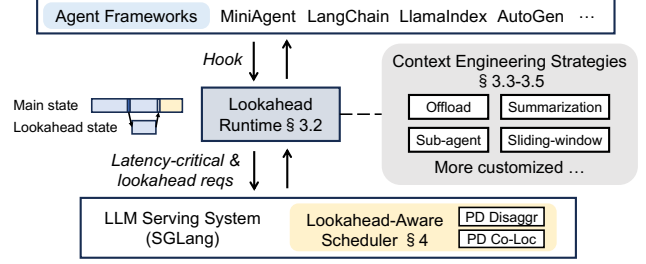 Agent Frameworks MiniAgent LangChain LlamaIndex AutoGen ...
Hook
Context Engineering Strategies
§ 3.3-3.5
Offload Summarization
Sub-agent Sliding-window
More customized ...
Main state
Lookahead state
Lookahead
Runtime § 3.2
Latency-critical &
lookahead reqs
LLM Serving System
(SGLang)
Lookahead-Aware
Scheduler § 4
PD Disaggr
PD Co-Loc